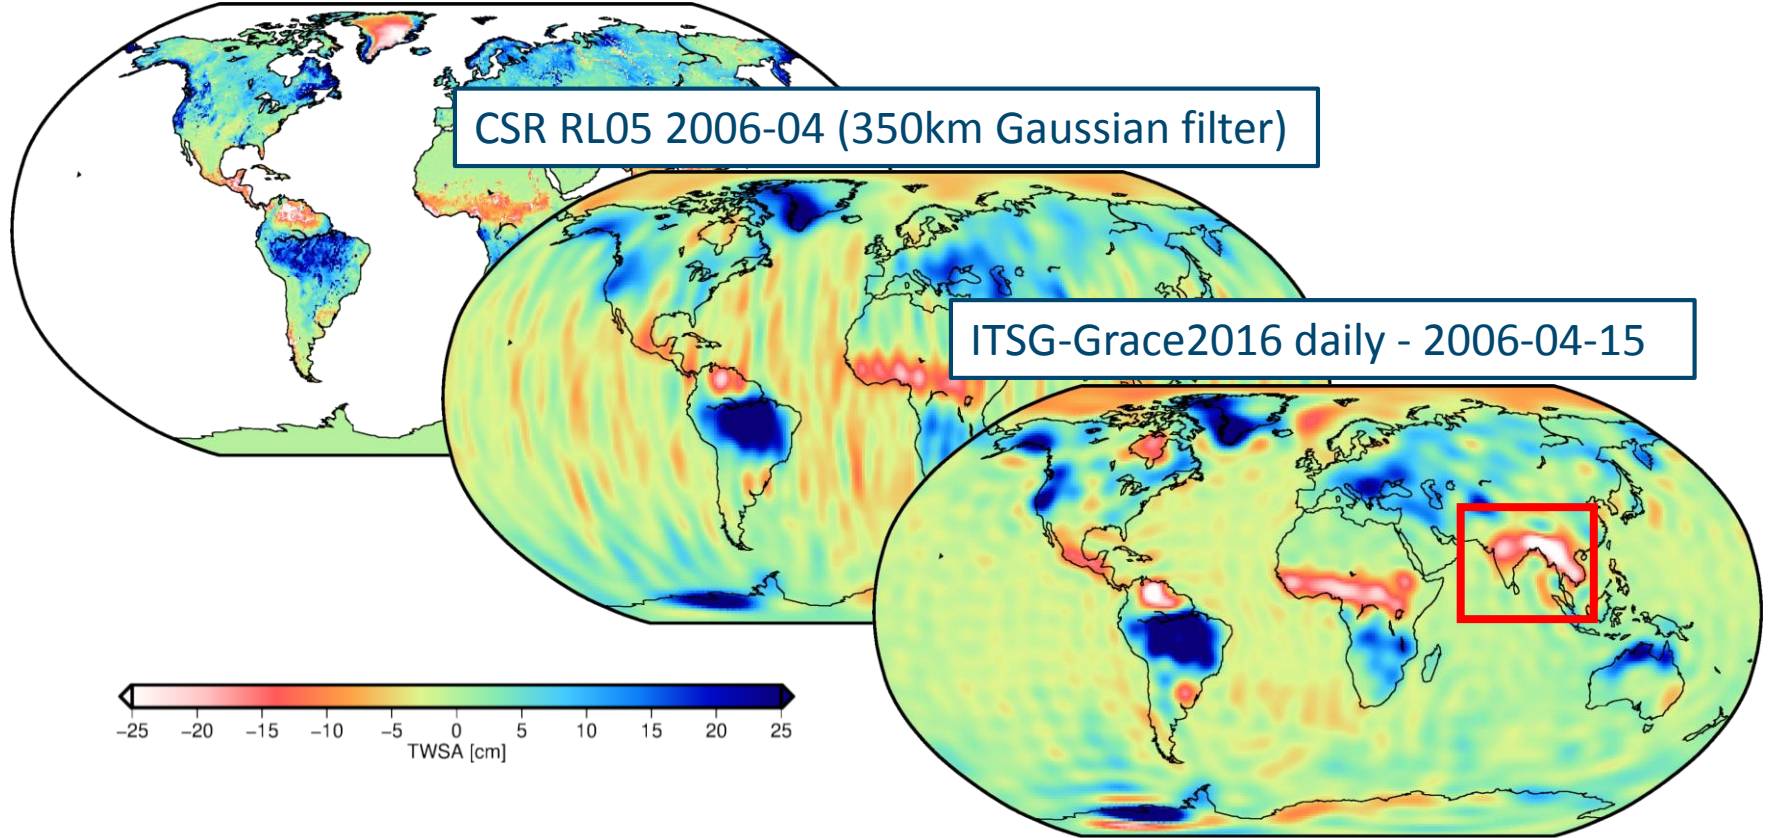 CSR RL05 2006-04 (350km Gaussian filter)
ITSG-Grace2016 daily - 2006-04-15
−25 −20 −15 −10 −5 0 5 10 15 20 25
TWSA [cm]